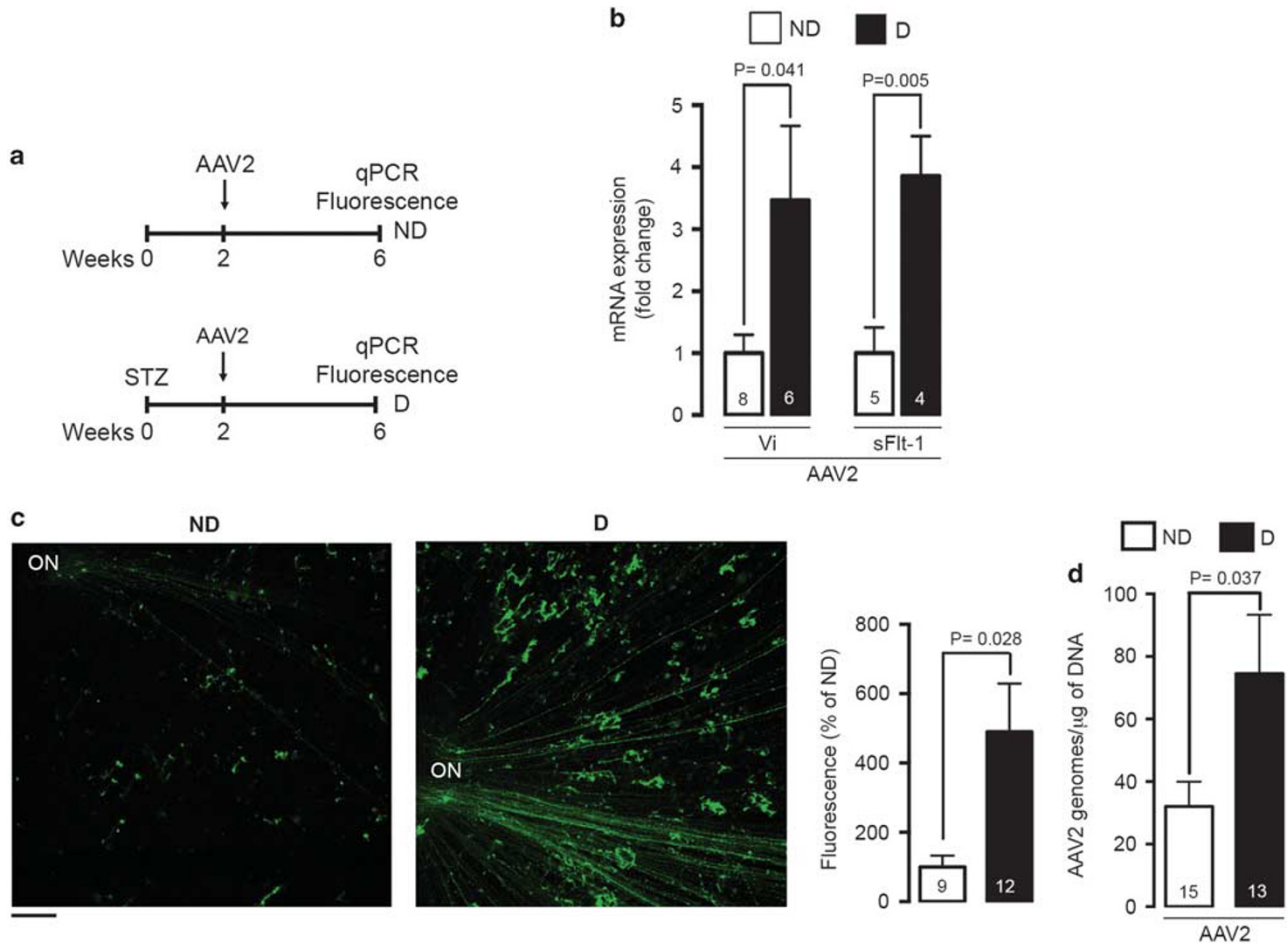 a
AAV2
qPCR
Fluorescence
ND
Weeks 0 2 6
AAV2
qPCR
STZ
Fluorescence
D
Weeks 0 2 6
b
ND D
P= 0.041
P=0.005
mRNA expression
(fold change)
5
4
3
2
1
0
8 6 5 4
Vi sFlt-1
AAV2
c
ND
ON
D
ON
Fluorescence (% of ND)
800
600
400
200
0
P= 0.028
9 12
d
ND D
P= 0.037
AAV2 genomes/µg of DNA
100
80
60
40
20
0
15 13
AAV2